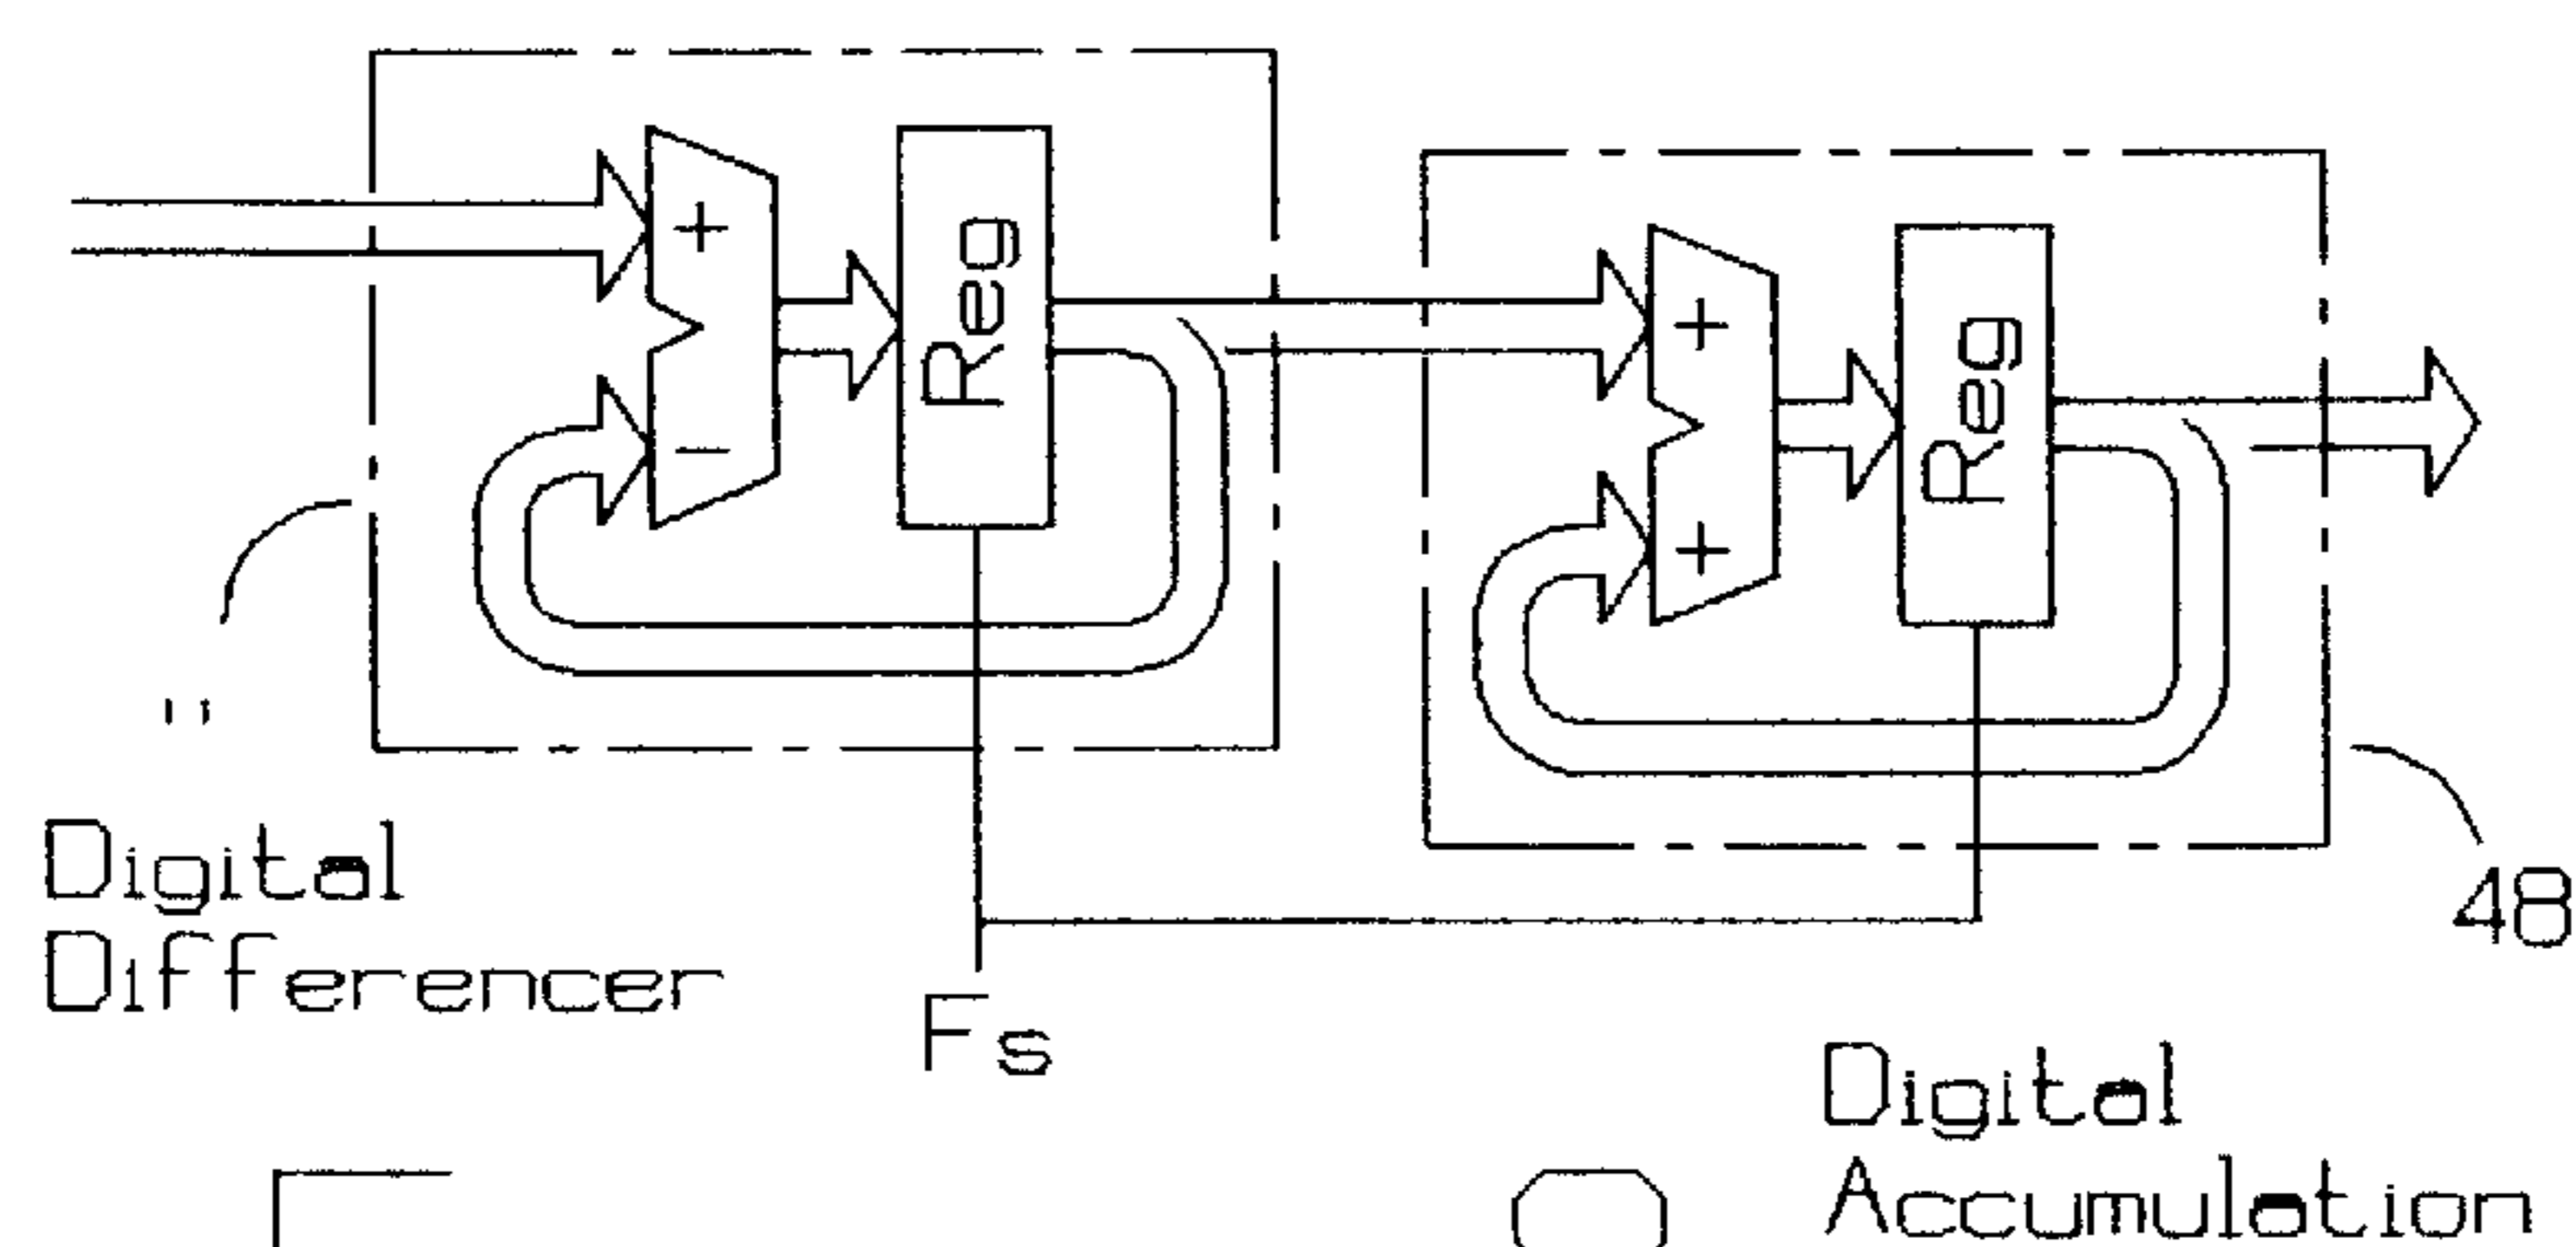 +
Reg
−
+
Reg
+
Digital
Differencer
48
Fs
Digital
Accumulation